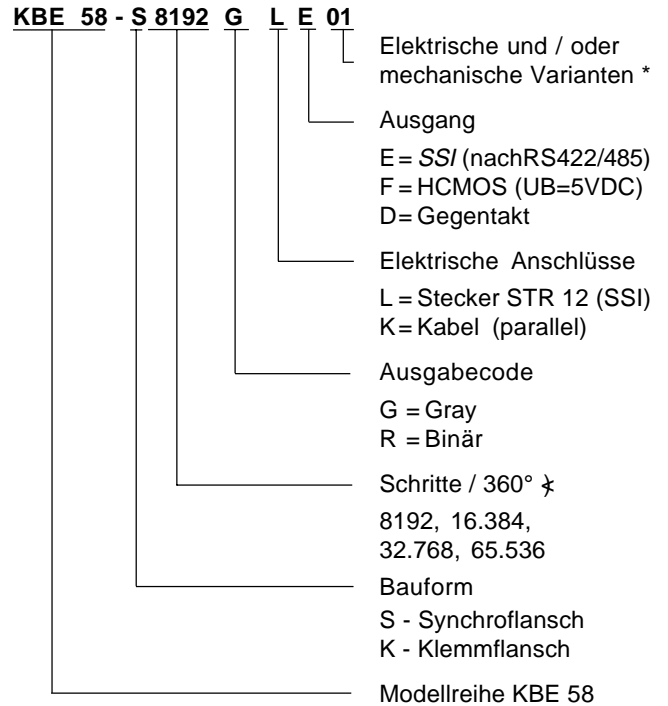 KBE 58 - S 8192 G L E 01
Elektrische und / oder
mechanische Varianten *
Ausgang
E = SSI (nachRS422/485)
F = HCMOS (UB=5VDC)
D = Gegentakt
Elektrische Anschlüsse
L = Stecker STR 12 (SSI)
K = Kabel (parallel)
Ausgabecode
G = Gray
R = Binär
Schritte / 360° ∢
8192, 16.384,
32.768, 65.536
Bauform
S - Synchroflansch
K - Klemmflansch
Modellreihe KBE 58